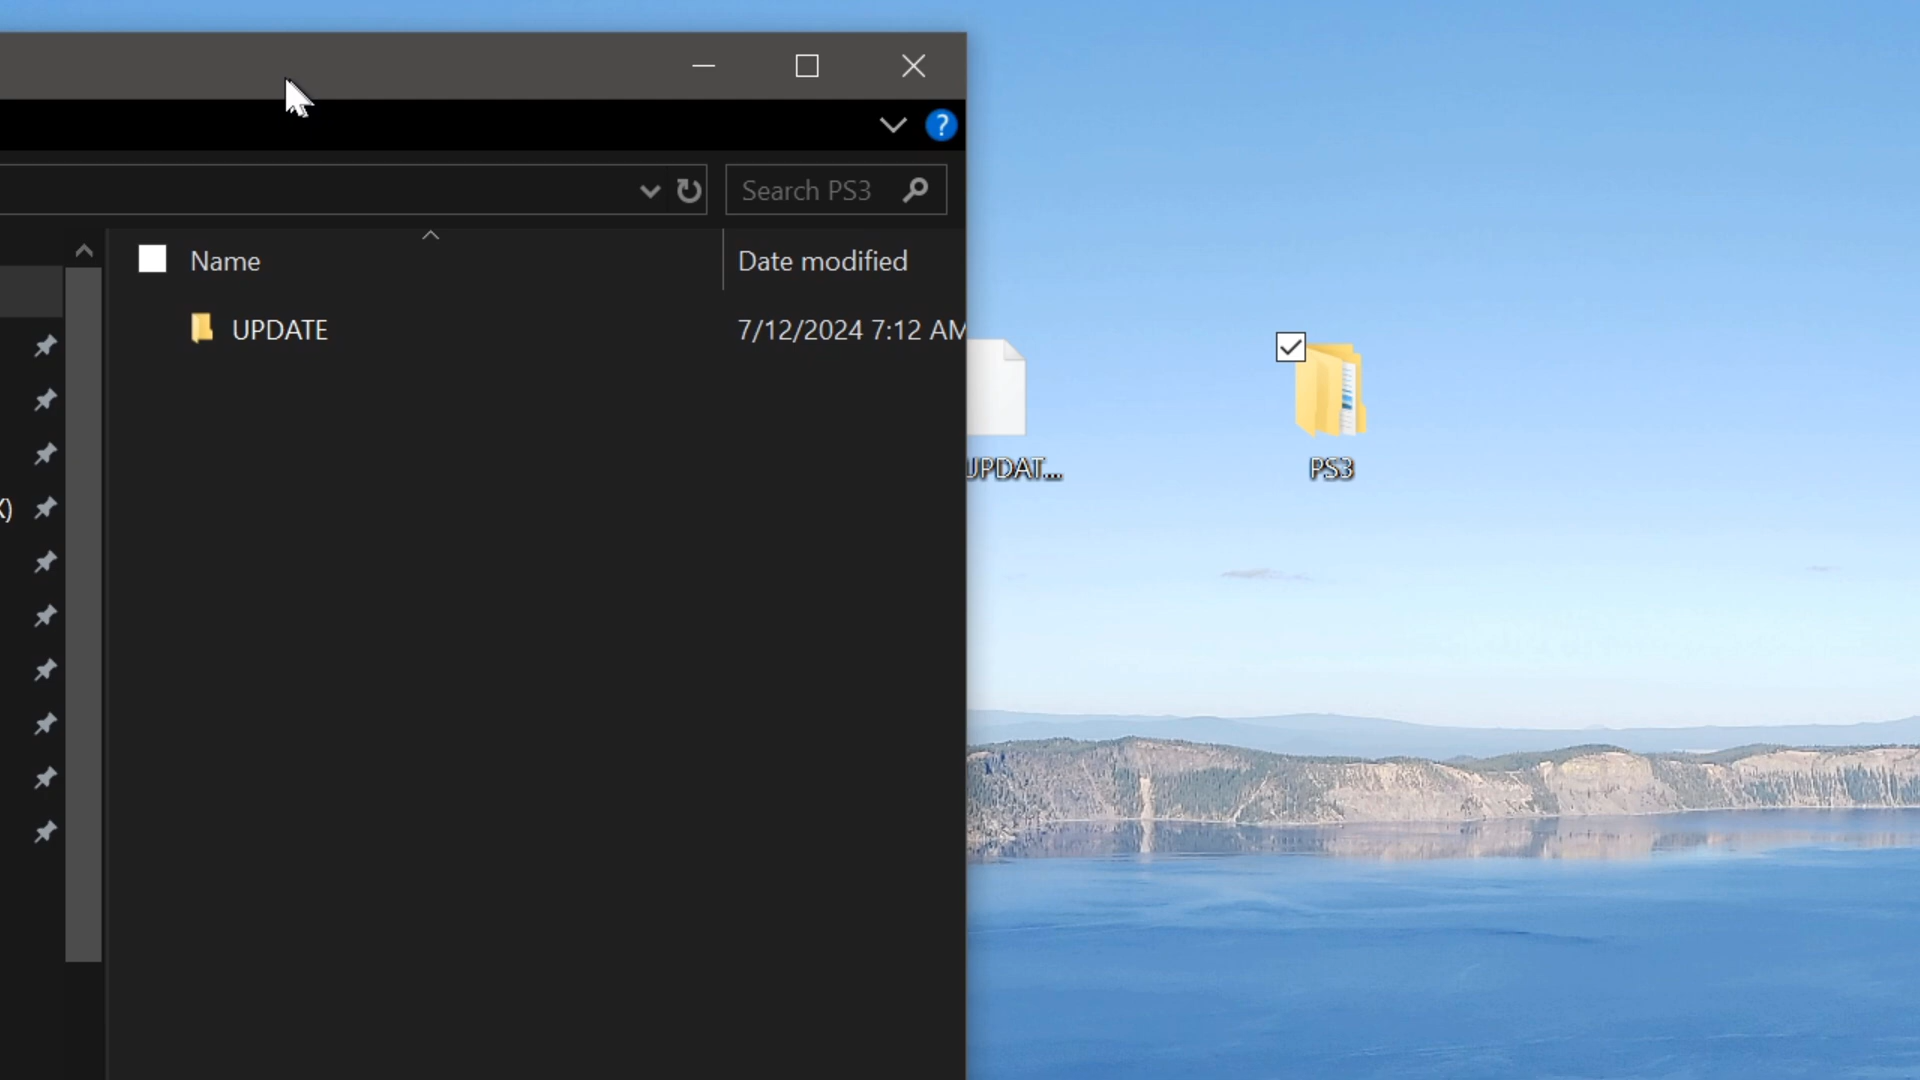 ?
Search PS3
Name
Date modified
UPDATE
7/12/2024 7:12 AM
UPDAT...
PS3